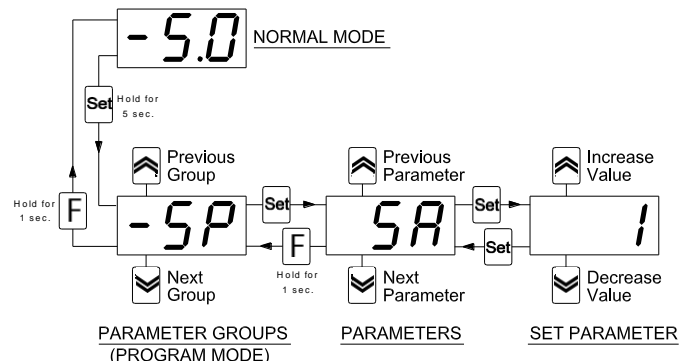 -5.0
NORMAL MODE
Set
Hold for
5 sec.
Previous
Group
Previous
Parameter
Increase
Value
Hold for
1 sec.
F
-SP
Set
SA
Set
1
F
Set
Hold for
1 sec.
Next
Group
Next
Parameter
Decrease
Value
PARAMETER GROUPS
(PROGRAM MODE)
PARAMETERS
SET PARAMETER